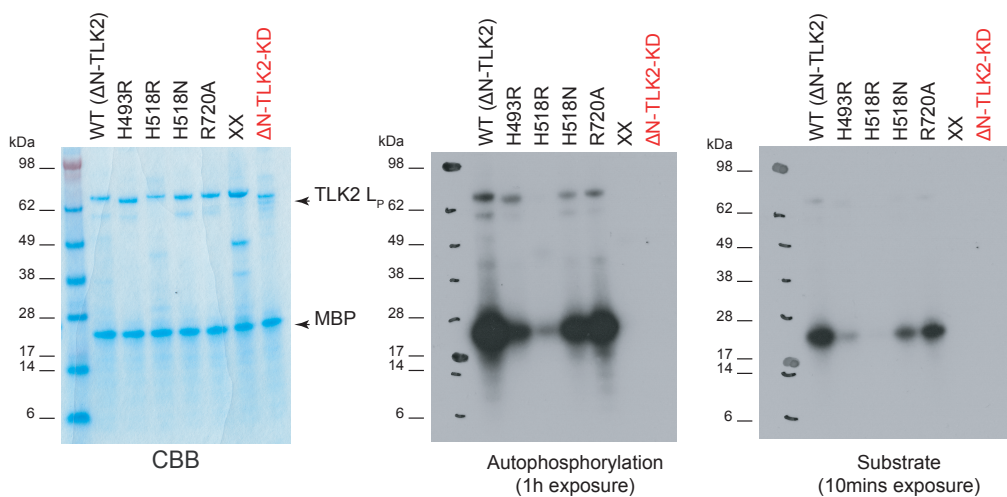 WT (ΔN-TLK2)
H493R
H518R
H518N
R720A
XX
ΔN-TLK2-KD
kDa
98
62
49
38
28
17
14
6
TLK2 LP
MBP
CBB
WT (ΔN-TLK2)
H493R
H518R
H518N
R720A
XX
ΔN-TLK2-KD
kDa
98
62
49
38
28
17
14
6
Autophosphorylation
(1h exposure)
WT (ΔN-TLK2)
H493R
H518R
H518N
R720A
XX
ΔN-TLK2-KD
kDa
98
62
49
38
28
17
14
6
Substrate
(10mins exposure)